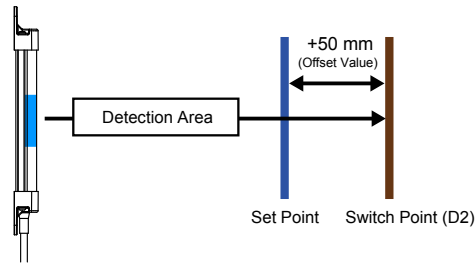 +50 mm
(Offset Value)
Detection Area
Set Point
Switch Point (D2)